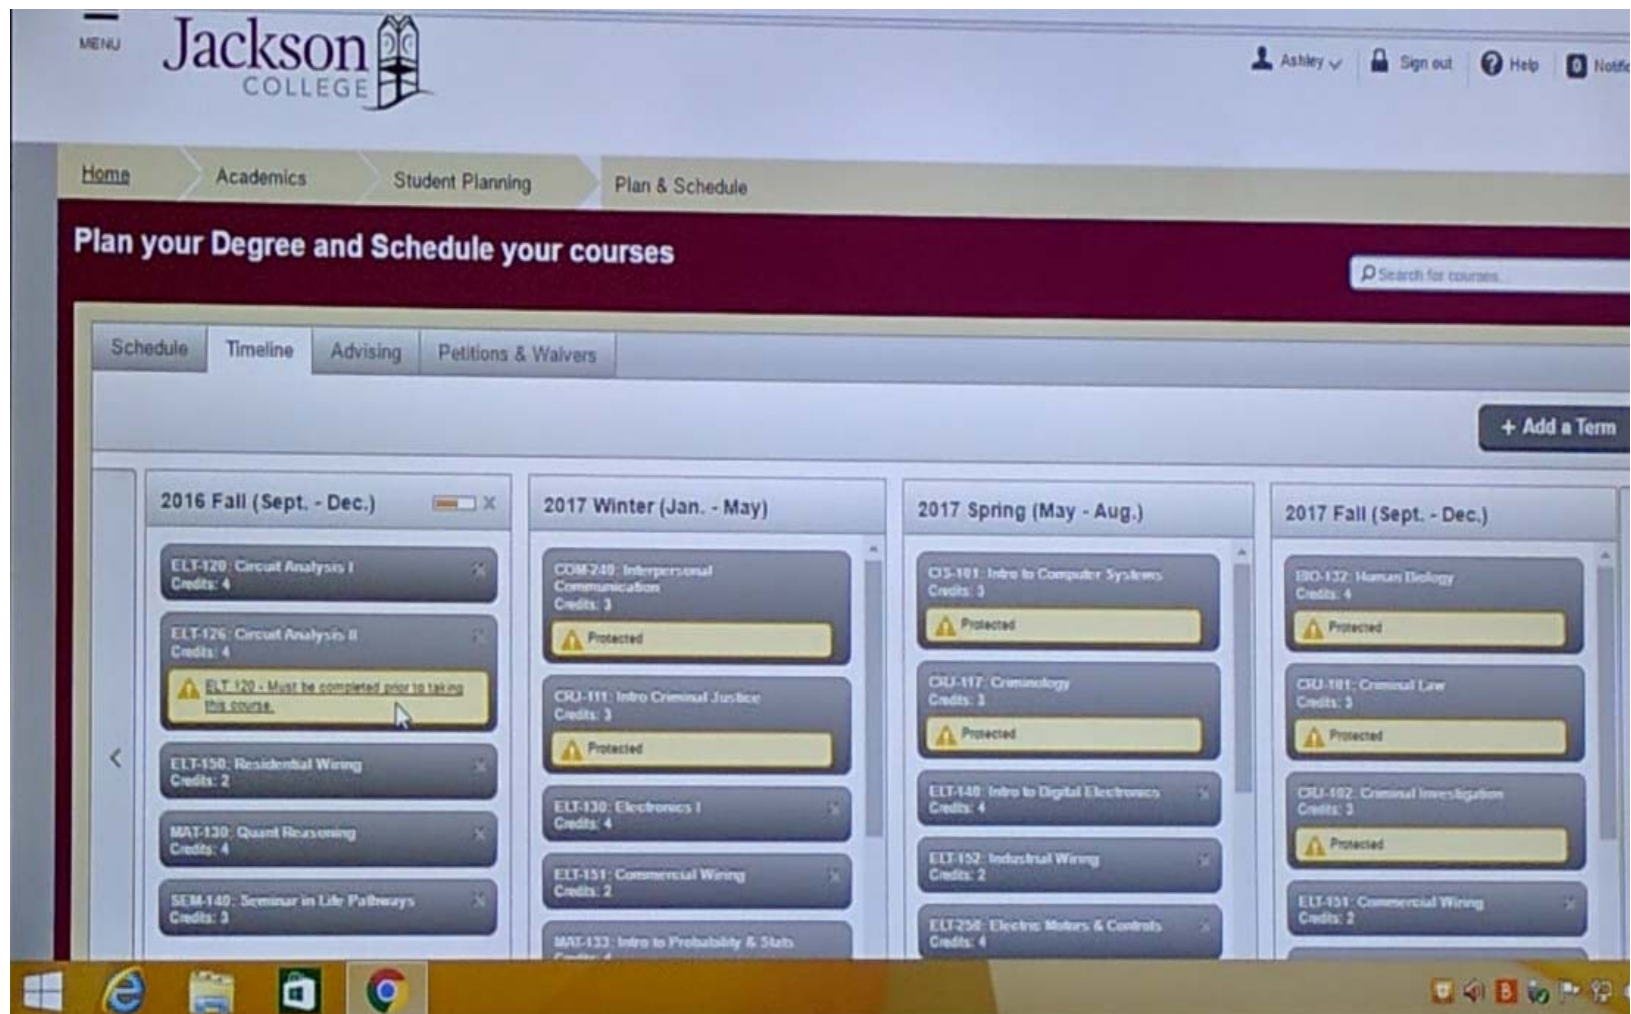 MENU
Jackson
COLLEGE
Ashley
Sign out
Help
0
Home
Academics
Student Planning
Plan & Schedule
Plan your Degree and Schedule your courses
Search for courses...
Schedule
Timeline
Advising
Petitions & Waivers
+ Add a Term
2016 Fall (Sept. - Dec.)
ELT-120: Circuit Analysis I
Credits: 4
ELT-126: Circuit Analysis II
Credits: 4
ELT 120 - Must be completed prior to taking
this course.
ELT-150: Residential Wiring
Credits: 2
MAT-130: Quant Reasoning
Credits: 4
SEM-140: Seminar in Life Pathways
Credits: 3
2017 Winter (Jan. - May)
COM-240: Interpersonal
Communication
Credits: 3
Protected
CRJ-111: Intro Criminal Justice
Credits: 3
Protected
ELT-130: Electronics I
Credits: 4
ELT-151: Commercial Wiring
Credits: 2
MAT-133: Intro to Probability & Stats
2017 Spring (May - Aug.)
CIS-101: Intro to Computer Systems
Credits: 3
Protected
CRJ-117: Criminology
Credits: 3
Protected
ELT-140: Intro to Digital Electronics
Credits: 4
ELT-152: Industrial Wiring
Credits: 2
ELT-250: Electric Motors & Controls
Credits: 4
2017 Fall (Sept. - Dec.)
BIO-132: Human Biology
Credits: 4
Protected
CRJ-101: Criminal Law
Credits: 3
Protected
CRJ-102: Criminal Investigation
Credits: 3
Protected
ELT-151: Commercial Wiring
Credits: 2